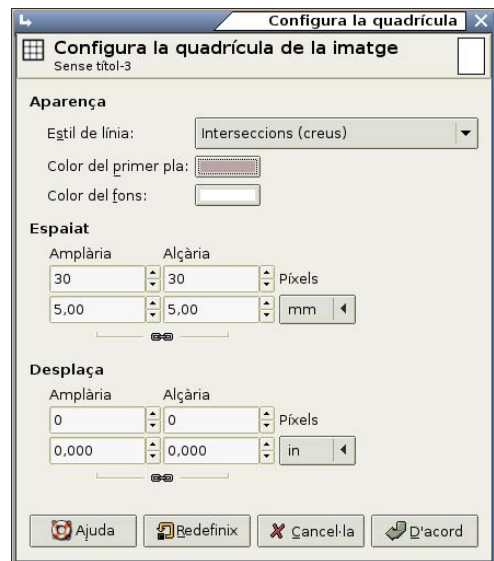 Configura la quadrícula
Configura la quadrícula de la imatge
Sense títol-3
Aparença
Estil de línia: Interseccions (creus)
Color del primer pla:
Color del fons:
Espaiat
Amplària Alçària
30 30 Píxels
5,00 5,00 mm
Desplaça
Amplària Alçària
0 0 Píxels
0,000 0,000 in
Ajuda Redefinix Cancel·la D'acord